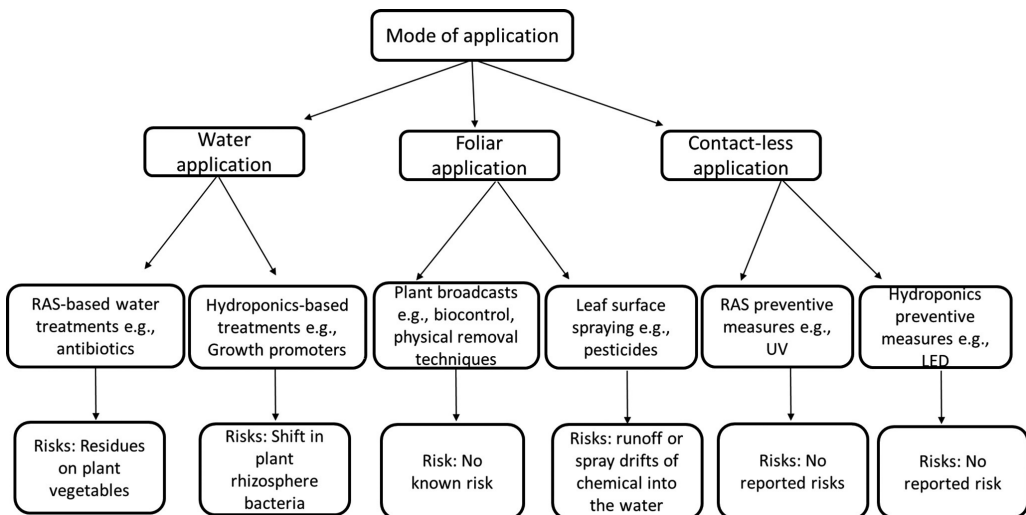 Mode of application
Water
application
Foliar
application
Contact-less
application
RAS-based water
treatments e.g.,
antibiotics
Hydroponics-based
treatments e.g.,
Growth promoters
Plant broadcasts
e.g., biocontrol,
physical removal
techniques
Leaf surface
spraying e.g.,
pesticides
RAS preventive
measures e.g.,
UV
Hydroponics
preventive
measures e.g.,
LED
Risks: Residues
on plant
vegetables
Risks: Shift in
plant
rhizosphere
bacteria
Risk: No
known risk
Risks: runoff or
spray drifts of
chemical into
the water
Risks: No
reported risks
Risks: No
reported risk